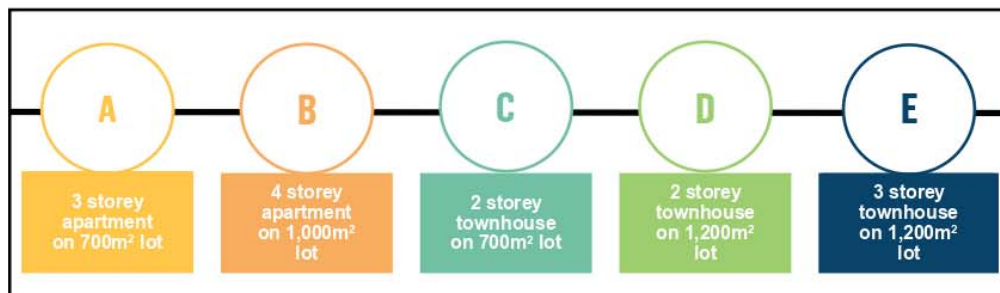 A
B
C
D
E
3 storey
apartment
on 700m² lot
4 storey
apartment
on 1,000m²
lot
2 storey
townhouse
on 700m² lot
2 storey
townhouse
on 1,200m²
lot
3 storey
townhouse
on 1,200m²
lot